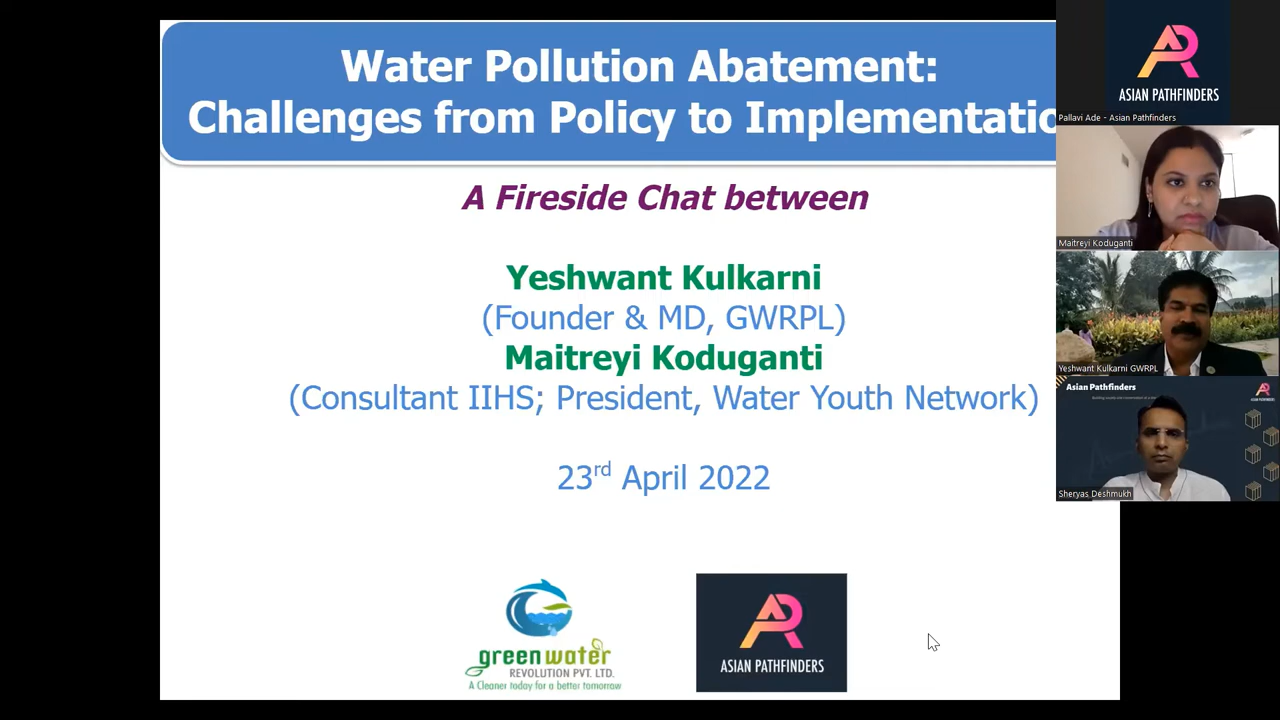 Water Pollution Abatement:
Challenges from Policy to Implementatio
A Fireside Chat between
Yeshwant Kulkarni
(Founder & MD, GWRPL)
Maitreyi Koduganti
(Consultant IIHS; President, Water Youth Network)
23rd April 2022
green water
REVOLUTION PVT. LTD.
A Cleaner today for a better tomorrow
ASIAN PATHFINDERS
ASIAN PATHFINDERS
Pallavi Ade - Asian Pathfinders
Maitreyi Koduganti
Yeshwant Kulkarni GWRPL
Asian Pathfinders
Sheryas Deshmukh